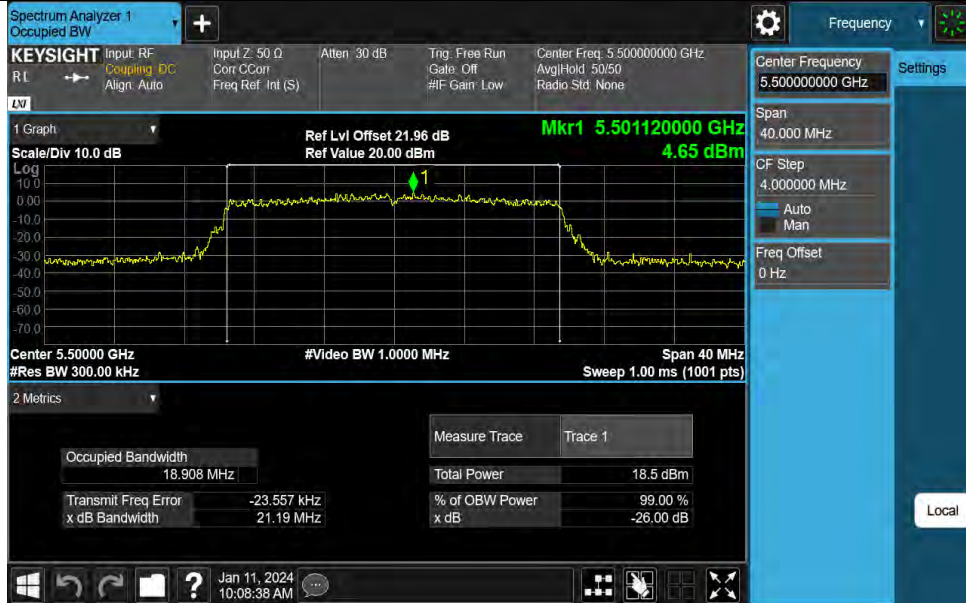 Spectrum Analyzer 1
Occupied BW
+
Frequency
KEYSIGHT
RL
LXI
Input: RF
Coupling: DC
Align: Auto
Input Z: 50 Ω
Corr CCorr
Freq Ref: Int (S)
Atten: 30 dB
Trig: Free Run
Gate: Off
#IF Gain: Low
Center Freq: 5.500000000 GHz
Avg|Hold: 50/50
Radio Std: None
Center Frequency
5.500000000 GHz
Settings
Span
40.000 MHz
CF Step
4.000000 MHz
Auto
Man
Freq Offset
0 Hz
Local
1 Graph
Scale/Div 10.0 dB
Ref Lvl Offset 21.96 dB
Ref Value 20.00 dBm
Mkr1 5.501120000 GHz
4.65 dBm
Log
10.0
0.00
-10.0
-20.0
-30.0
-40.0
-50.0
-60.0
-70.0
1
Center 5.50000 GHz
#Res BW 300.00 kHz
#Video BW 1.0000 MHz
Span 40 MHz
Sweep 1.00 ms (1001 pts)
2 Metrics
Occupied Bandwidth
18.908 MHz
Transmit Freq Error -23.557 kHz
x dB Bandwidth 21.19 MHz
Measure Trace Trace 1
Total Power 18.5 dBm
% of OBW Power 99.00 %
x dB -26.00 dB
?
Jan 11, 2024
10:08:38 AM